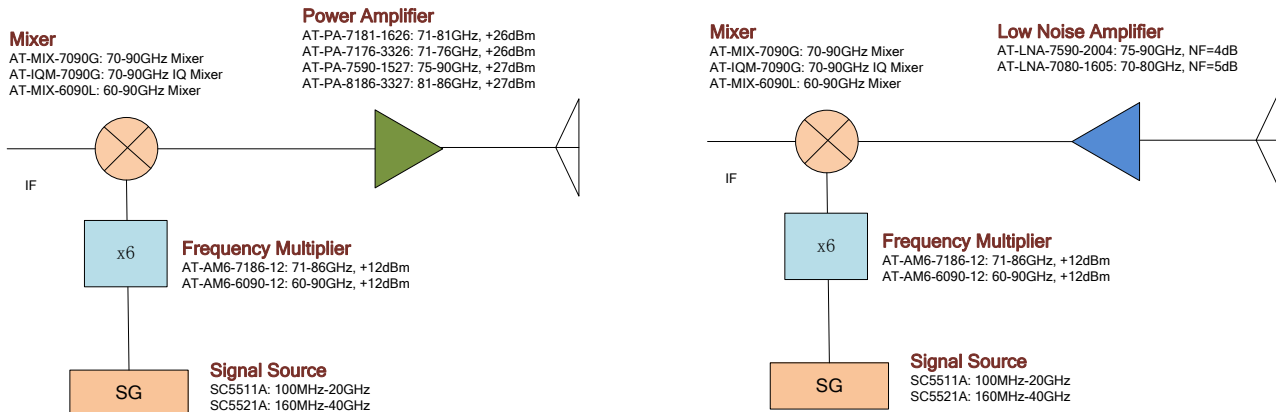 Mixer
AT-MIX-7090G: 70-90GHz Mixer
AT-IQM-7090G: 70-90GHz IQ Mixer
AT-MIX-6090L: 60-90GHz Mixer
Power Amplifier
AT-PA-7181-1626: 71-81GHz, +26dBm
AT-PA-7176-3326: 71-76GHz, +26dBm
AT-PA-7590-1527: 75-90GHz, +27dBm
AT-PA-8186-3327: 81-86GHz, +27dBm
IF
x6
Frequency Multiplier
AT-AM6-7186-12: 71-86GHz, +12dBm
AT-AM6-6090-12: 60-90GHz, +12dBm
SG
Signal Source
SC5511A: 100MHz-20GHz
SC5521A: 160MHz-40GHz
Mixer
AT-MIX-7090G: 70-90GHz Mixer
AT-IQM-7090G: 70-90GHz IQ Mixer
AT-MIX-6090L: 60-90GHz Mixer
Low Noise Amplifier
AT-LNA-7590-2004: 75-90GHz, NF=4dB
AT-LNA-7080-1605: 70-80GHz, NF=5dB
IF
x6
Frequency Multiplier
AT-AM6-7186-12: 71-86GHz, +12dBm
AT-AM6-6090-12: 60-90GHz, +12dBm
SG
Signal Source
SC5511A: 100MHz-20GHz
SC5521A: 160MHz-40GHz